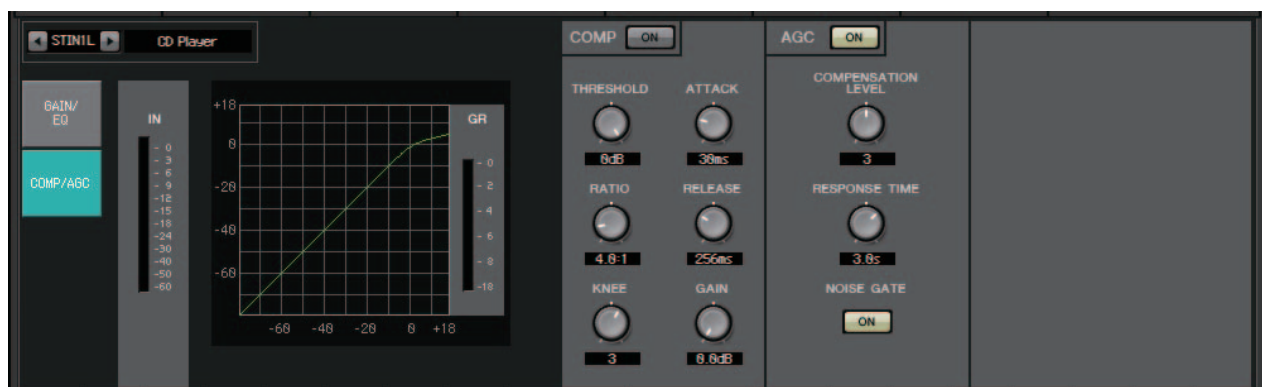 STIN1L CD Player
GAIN/
EQ
COMP/AGC
IN
- 0
- 3
- 6
- 9
-12
-15
-18
-24
-30
-40
-50
-60
+18
0
-20
-40
-60
-60 -40 -20 0 +18
GR
- 0
- 2
- 4
- 6
- 8
-18
COMP ON
THRESHOLD ATTACK
0dB 30ms
RATIO RELEASE
4.0:1 256ms
KNEE GAIN
3 0.0dB
AGC ON
COMPENSATION
LEVEL
3
RESPONSE TIME
3.0s
NOISE GATE
ON